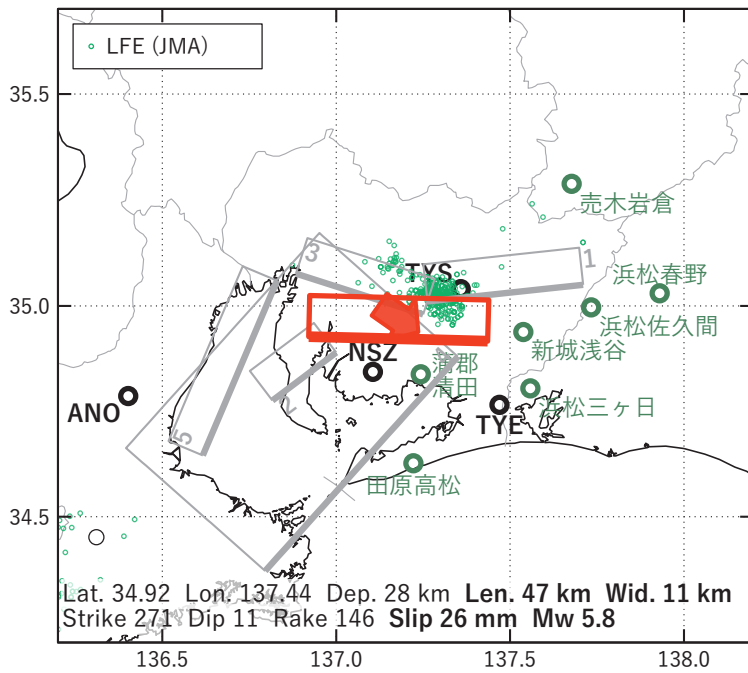 LFE (JMA)
35.5
売木岩倉
3
1
TYS
浜松春野
35.0
浜松佐久間
新城浅谷
NSZ
蒲郡
清田
2
浜松三ヶ日
ANO
TYE
5
田原高松
34.5
Lat. 34.92 Lon. 137.44 Dep. 28 km Len. 47 km Wid. 11 km
Strike 271 Dip 11 Rake 146 Slip 26 mm Mw 5.8
136.5 137.0 137.5 138.0